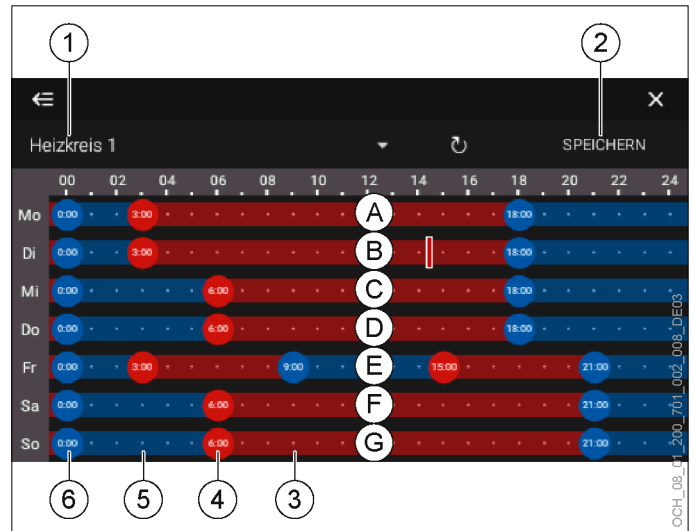 1 2
Heizkreis 1 SPEICHERN
00 02 04 06 08 10 12 14 16 18 20 22 24
Mo 0:00 3:00 A 18:00
Di 0:00 3:00 B 18:00
Mi 0:00 6:00 C 18:00
Do 0:00 6:00 D 18:00
Fr 0:00 3:00 9:00 E 15:00 21:00
Sa 0:00 6:00 F 21:00
So 0:00 6:00 G 21:00
6 5 4 3
OCH_08_01_200_701_002_008_DE03